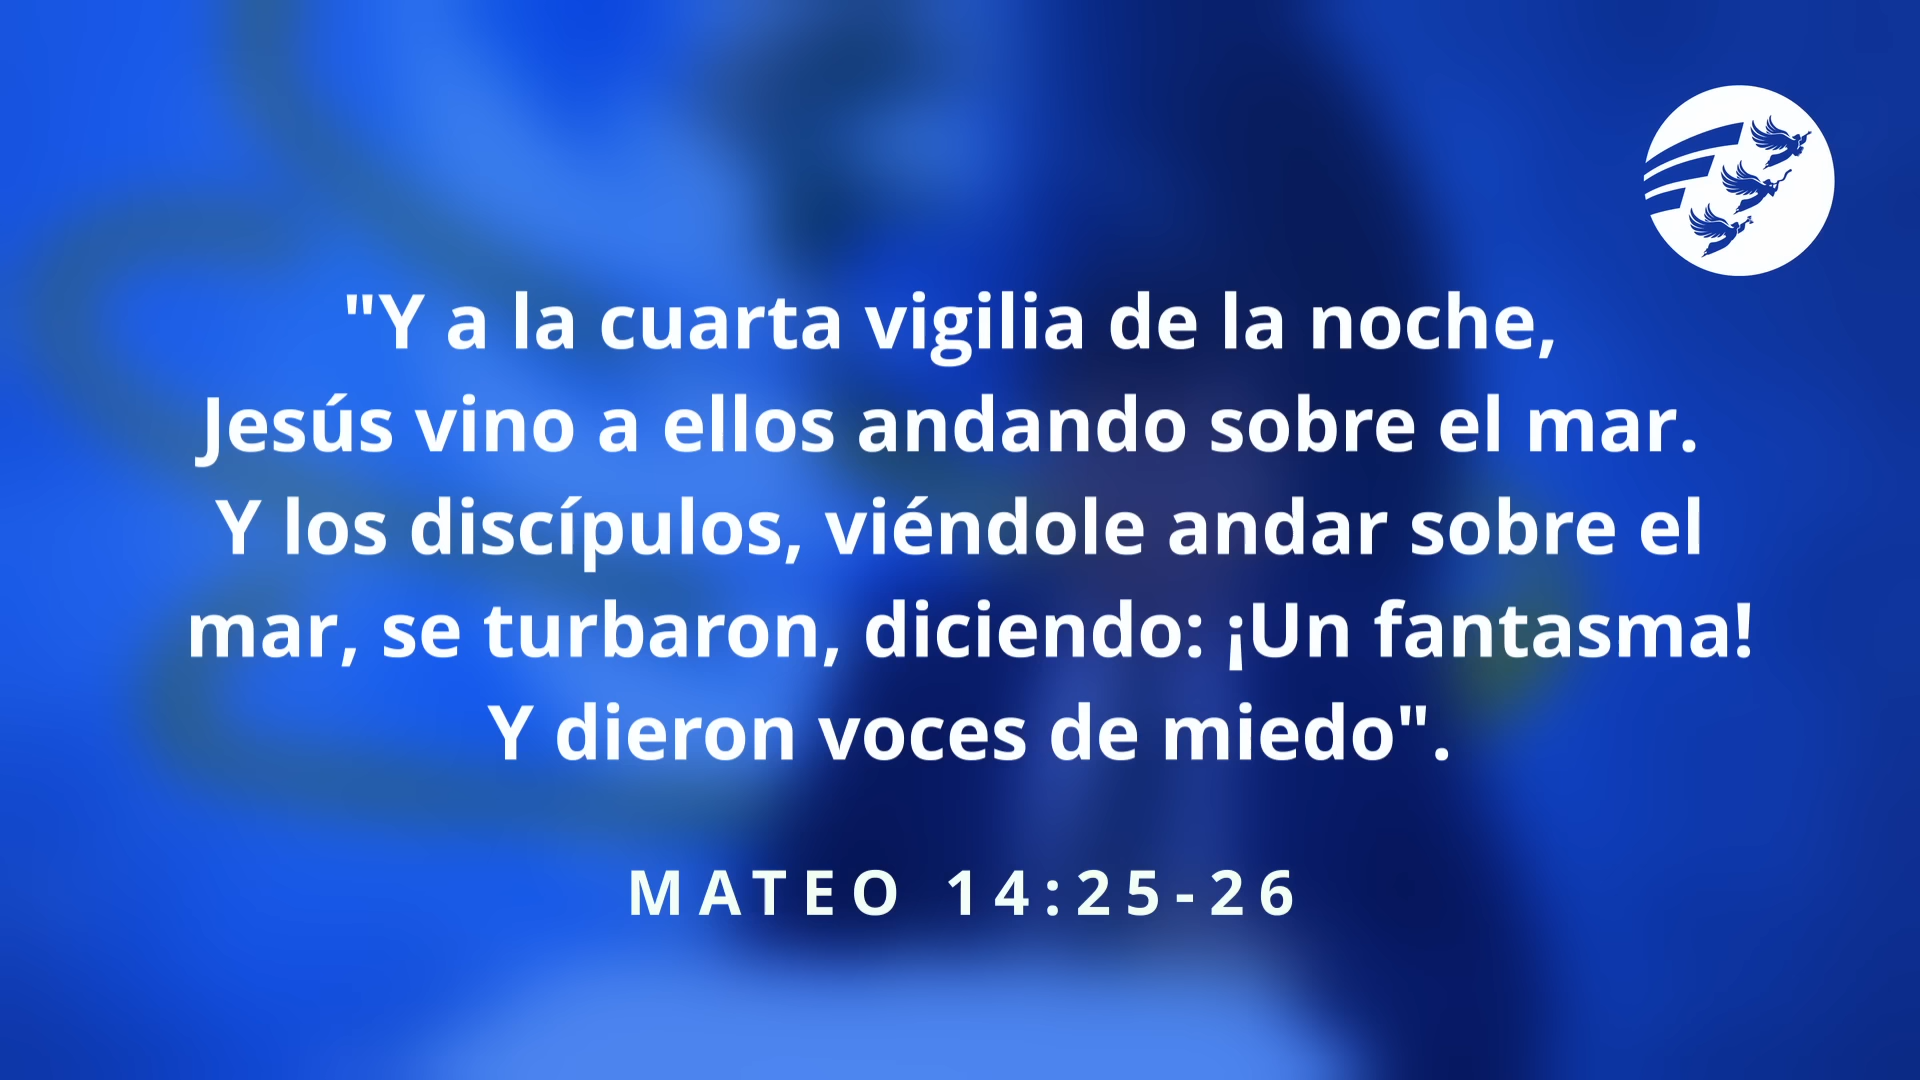 "Y a la cuarta vigilia de la noche,
Jesús vino a ellos andando sobre el mar.
Y los discípulos, viéndole andar sobre el
mar, se turbaron, diciendo: ¡Un fantasma!
Y dieron voces de miedo".
MATEO 14:25-26